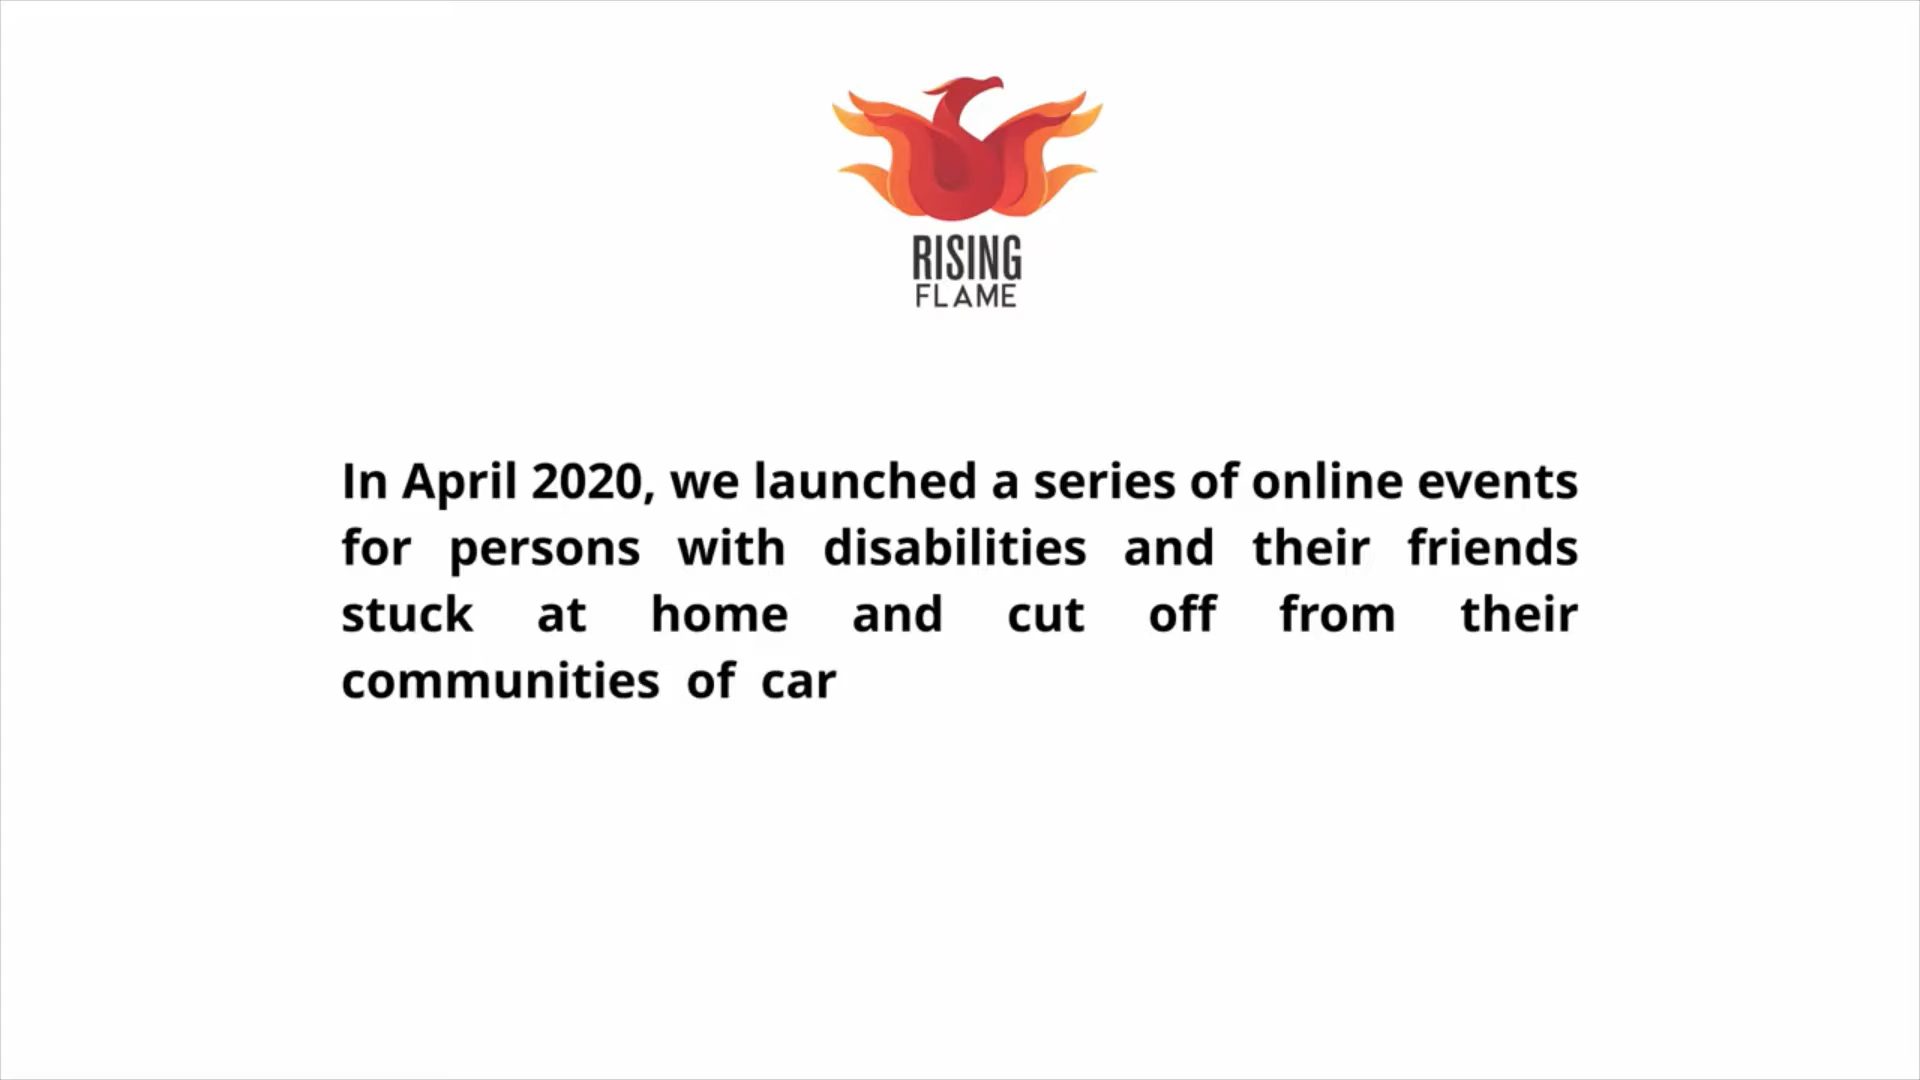 RISING
FLAME
In April 2020, we launched a series of online events
for persons with disabilities and their friends
stuck at home and cut off from their
communities of car